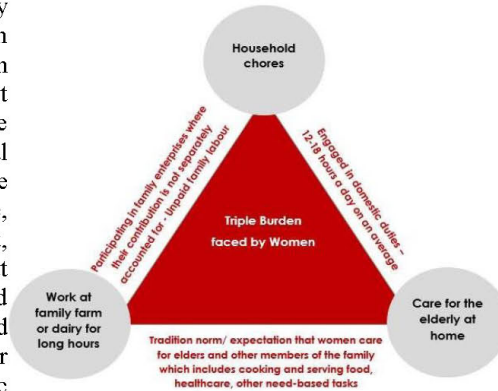 Household
chores
Participating in family enterprises where
their contribution is not separately
accounted for - Unpaid family labour
Engaged in domestic duties –
12-18 hours a day on an average
Triple Burden
faced by Women
Work at
family farm
or dairy for
long hours
Care for the
elderly at
home
Tradition norm/ expectation that women care
for elders and other members of the family
which includes cooking and serving food,
healthcare, other need-based tasks